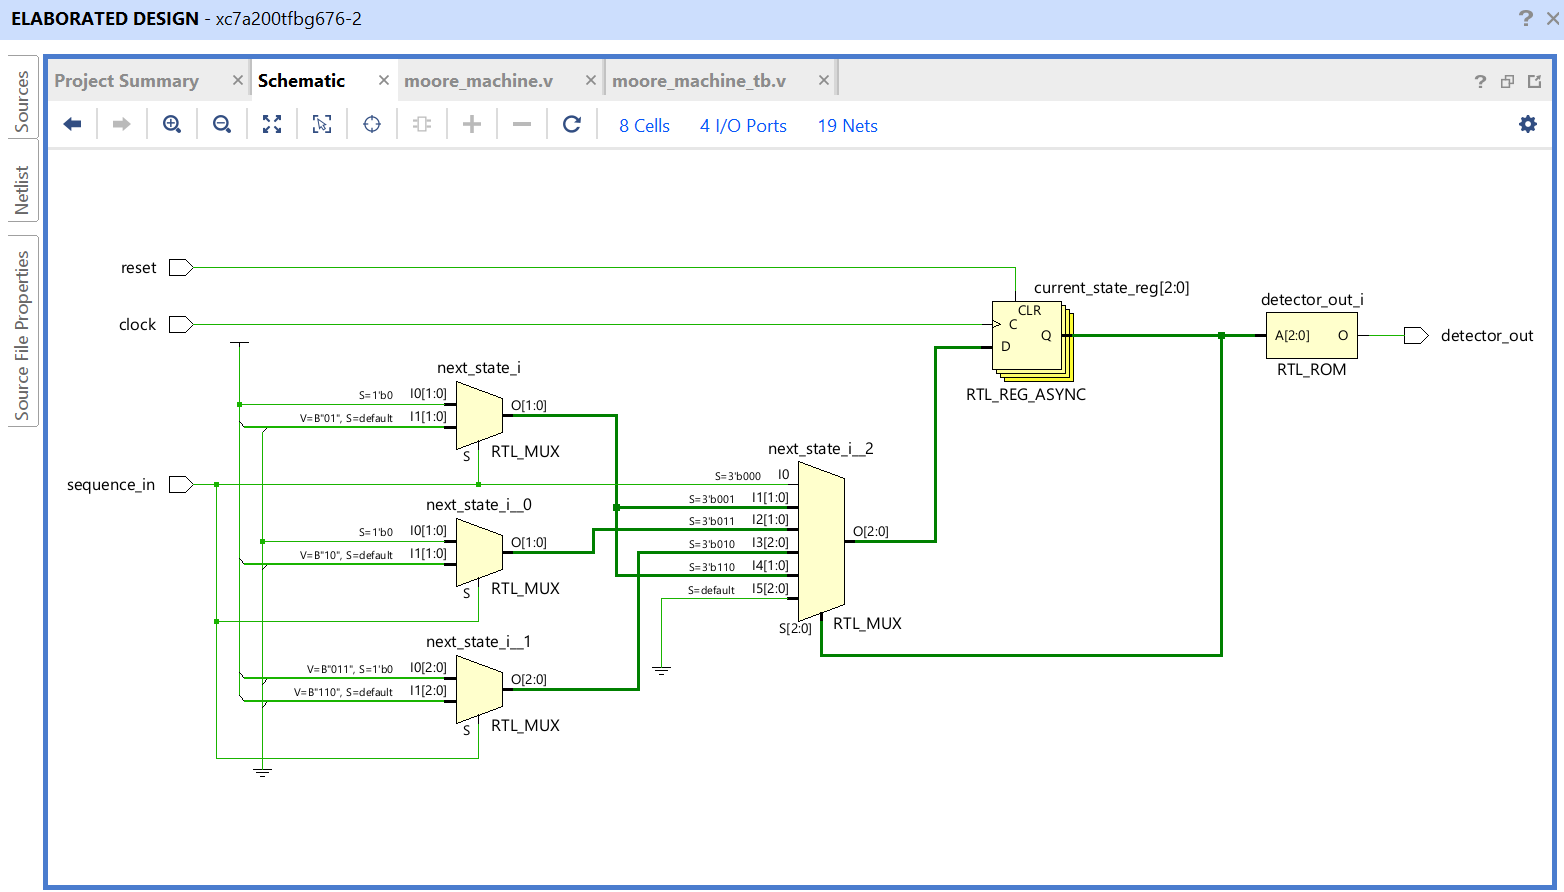 ELABORATED DESIGN - xc7a200tfbg676-2
Sources
Netlist
Source File Properties
Project Summary
Schematic
moore_machine.v
moore_machine_tb.v
8 Cells
4 I/O Ports
19 Nets
reset
clock
sequence_in
next_state_i
S=1'b0 I0[1:0]
V=B"01", S=default I1[1:0]
O[1:0]
S
RTL_MUX
next_state_i__0
S=1'b0 I0[1:0]
V=B"10", S=default I1[1:0]
O[1:0]
S
RTL_MUX
next_state_i__1
V=B"011", S=1'b0 I0[2:0]
V=B"110", S=default I1[2:0]
O[2:0]
S
RTL_MUX
next_state_i__2
S=3'b000 I0
S=3'b001 I1[1:0]
S=3'b011 I2[1:0]
S=3'b010 I3[2:0]
S=3'b110 I4[1:0]
S=default I5[2:0]
O[2:0]
S[2:0]
RTL_MUX
current_state_reg[2:0]
CLR
C
D
Q
RTL_REG_ASYNC
detector_out_i
A[2:0] O
RTL_ROM
detector_out